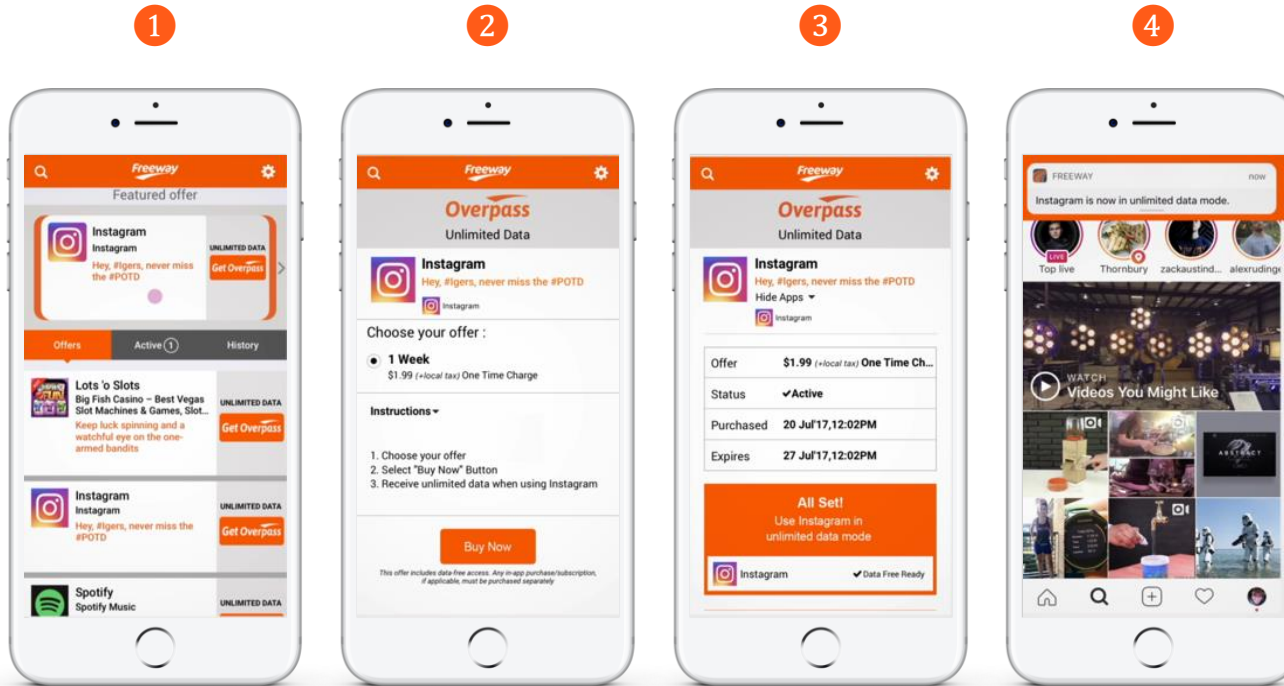 1
2
3
4
Freeway
Featured offer
Instagram
Instagram
Hey, #Igers, never miss
the #POTD
UNLIMITED DATA
Get Overpass
Offers
Active 1
History
Lots 'o Slots
Big Fish Casino – Best Vegas
Slot Machines & Games, Slot...
Keep luck spinning and a
watchful eye on the one-
armed bandits
UNLIMITED DATA
Get Overpass
Instagram
Instagram
Hey, #Igers, never miss the
#POTD
UNLIMITED DATA
Get Overpass
Spotify
Spotify Music
UNLIMITED DATA
Freeway
Overpass
Unlimited Data
Instagram
Hey, #Igers, never miss the #POTD
Instagram
Choose your offer :
1 Week
$1.99 (+local tax) One Time Charge
Instructions
1. Choose your offer
2. Select "Buy Now" Button
3. Receive unlimited data when using Instagram
Buy Now
This offer includes data-free access. Any in-app purchase/subscription,
if applicable, must be purchased separately
Freeway
Overpass
Unlimited Data
Instagram
Hey, #Igers, never miss the #POTD
Hide Apps
Instagram
Offer $1.99 (+local tax) One Time Ch...
Status ✔Active
Purchased 20 Jul'17,12:02PM
Expires 27 Jul'17,12:02PM
All Set!
Use Instagram in
unlimited data mode
Instagram ✔Data Free Ready
FREEWAY now
Instagram is now in unlimited data mode.
LIVE
Top live Thornbury zackaustind... alexrudinge
WATCH
Videos You Might Like
ABSTRACT